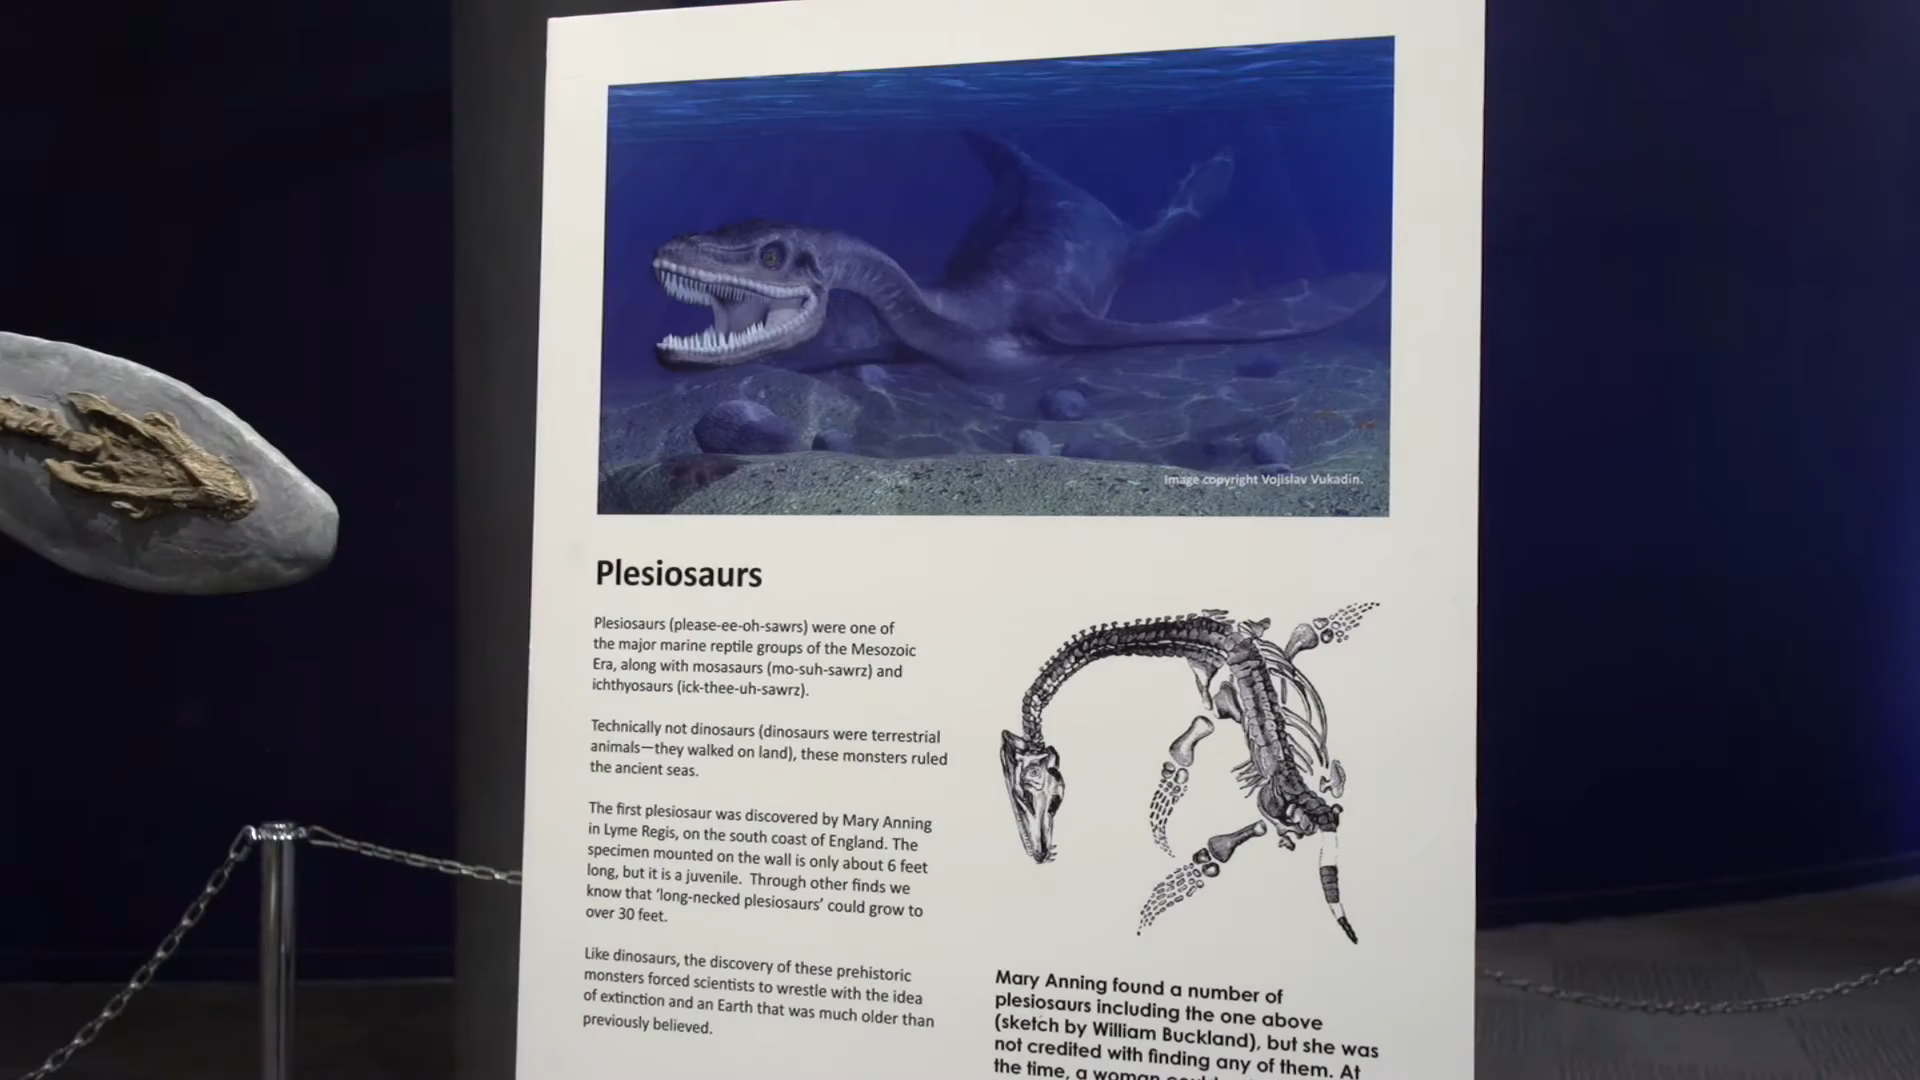 Image copyright Vojislav Vukadin.
Plesiosaurs
Plesiosaurs (please-ee-oh-sawrs) were one of
the major marine reptile groups of the Mesozoic
Era, along with mosasaurs (mo-suh-sawrz) and
ichthyosaurs (ick-thee-uh-sawrz).
Technically not dinosaurs (dinosaurs were terrestrial
animals—they walked on land), these monsters ruled
the ancient seas.
The first plesiosaur was discovered by Mary Anning
in Lyme Regis, on the south coast of England. The
specimen mounted on the wall is only about 6 feet
long, but it is a juvenile. Through other finds we
know that ‘long-necked plesiosaurs’ could grow to
over 30 feet.
Like dinosaurs, the discovery of these prehistoric
monsters forced scientists to wrestle with the idea
of extinction and an Earth that was much older than
previously believed.
Mary Anning found a number of
plesiosaurs including the one above
(sketch by William Buckland), but she was
not credited with finding any of them. At
the time, a woman